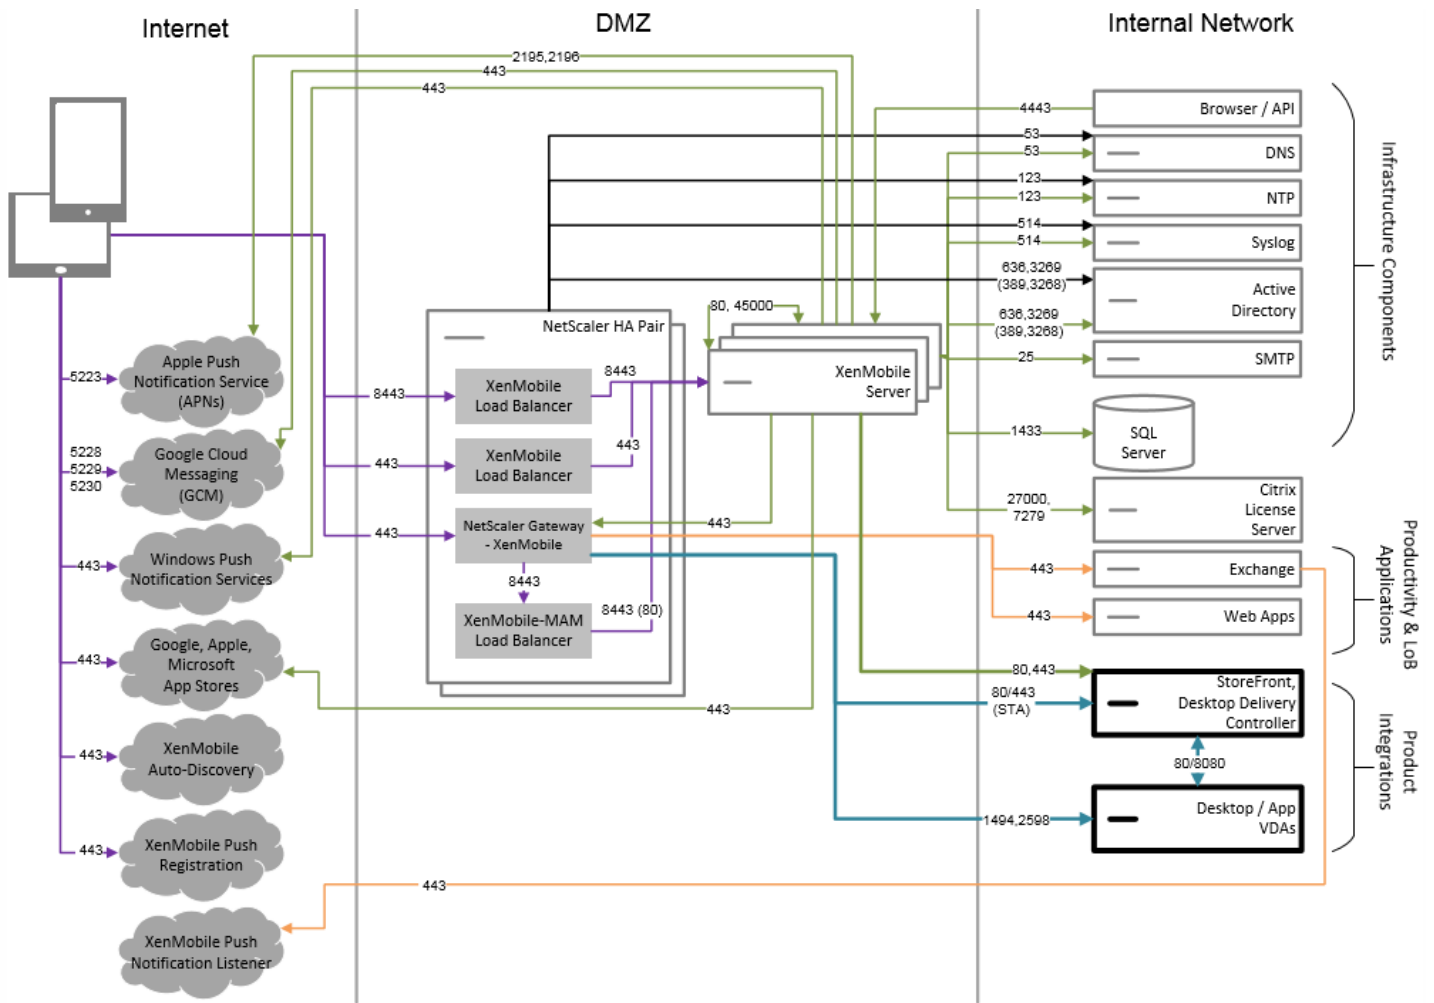 Internet
DMZ
Internal Network
2195,2196
443
443
4443
Browser / API
53
53
DNS
123
123
NTP
514
514
Syslog
636,3269
(389,3268)
Active
Directory
636,3269
(389,3268)
25
SMTP
1433
SQL
Server
27000,
7279
Citrix
License
Server
Infrastructure Components
80, 45000
NetScaler HA Pair
XenMobile
Server
8443
XenMobile
Load Balancer
8443
443
XenMobile
Load Balancer
443
443
NetScaler Gateway
- XenMobile
443
8443
8443 (80)
XenMobile-MAM
Load Balancer
5223
Apple Push
Notification Service
(APNs)
5228
5229
5230
Google Cloud
Messaging
(GCM)
443
Windows Push
Notification Services
443
Google, Apple,
Microsoft
App Stores
443
443
XenMobile
Auto-Discovery
443
XenMobile Push
Registration
443
XenMobile Push
Notification Listener
443
Exchange
443
Web Apps
Productivity & LoB
Applications
80,443
80/443
(STA)
StoreFront,
Desktop Delivery
Controller
80/8080
1494,2598
Desktop / App
VDAs
Product
Integrations